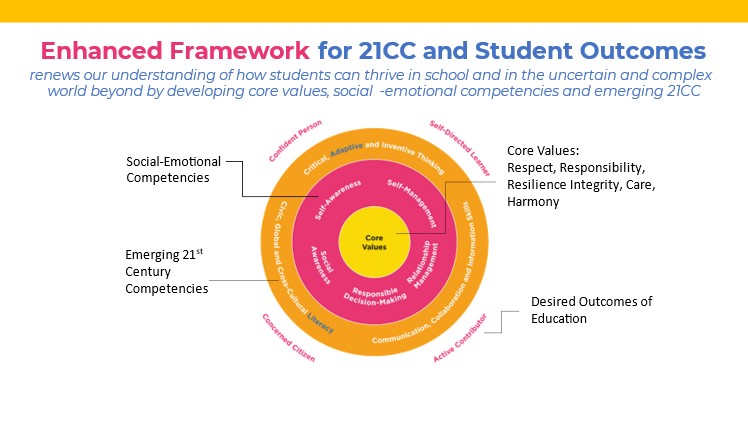 Enhanced Framework for 21CC and Student Outcomes
renews our understanding of how students can thrive in school and in the uncertain and complex
world beyond by developing core values, social -emotional competencies and emerging 21CC
Confident Person
Self-Directed Learner
Critical, Adaptive and Inventive Thinking
Social-Emotional
Competencies
Core Values:
Respect, Responsibility,
Resilience Integrity, Care,
Harmony
Self-Awareness
Self-Management
Core
Values
Civic, Global and Cross-Cultural Literacy
Social
Awareness
Relationship
Management
Responsible
Decision-Making
Communication, Collaboration and Information Skills
Emerging 21st
Century
Competencies
Desired Outcomes of
Education
Concerned Citizen
Active Contributor